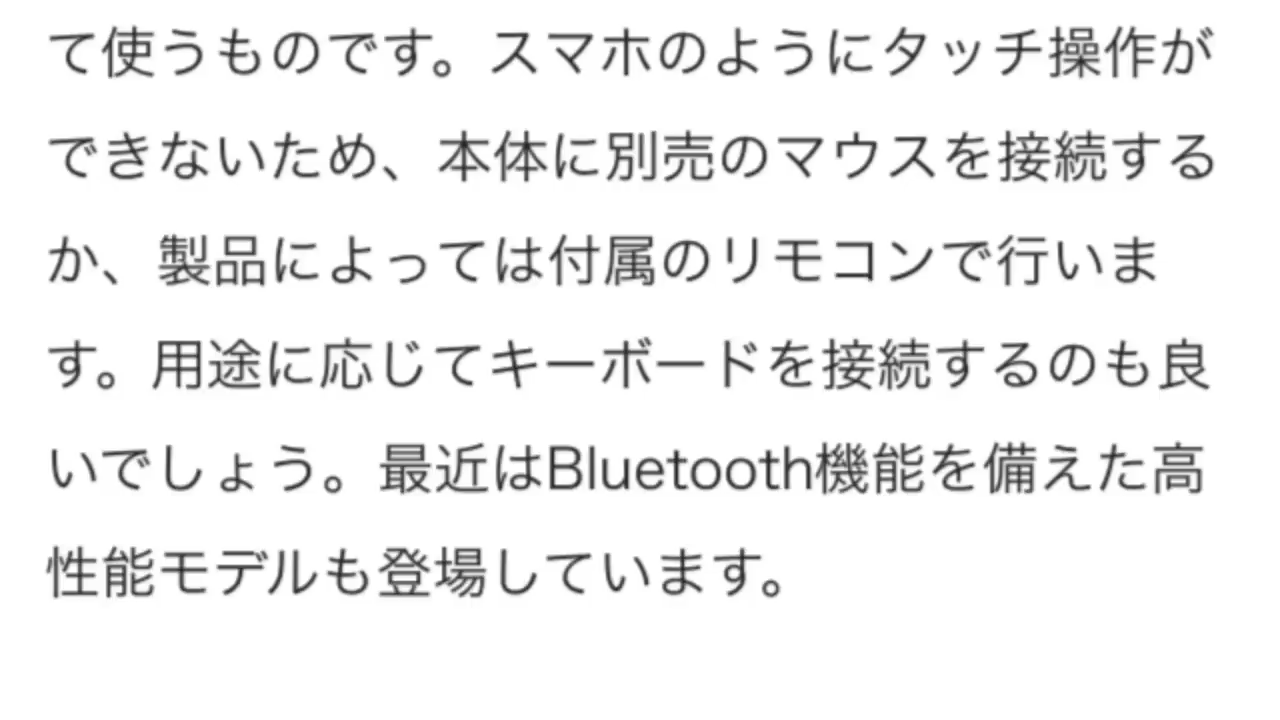 て使うものです。スマホのようにタッチ操作が
できないため、本体に別売のマウスを接続する
か、製品によっては付属のリモコンで行いま
す。用途に応じてキーボードを接続するのも良
いでしょう。最近はBluetooth機能を備えた高
性能モデルも登場しています。